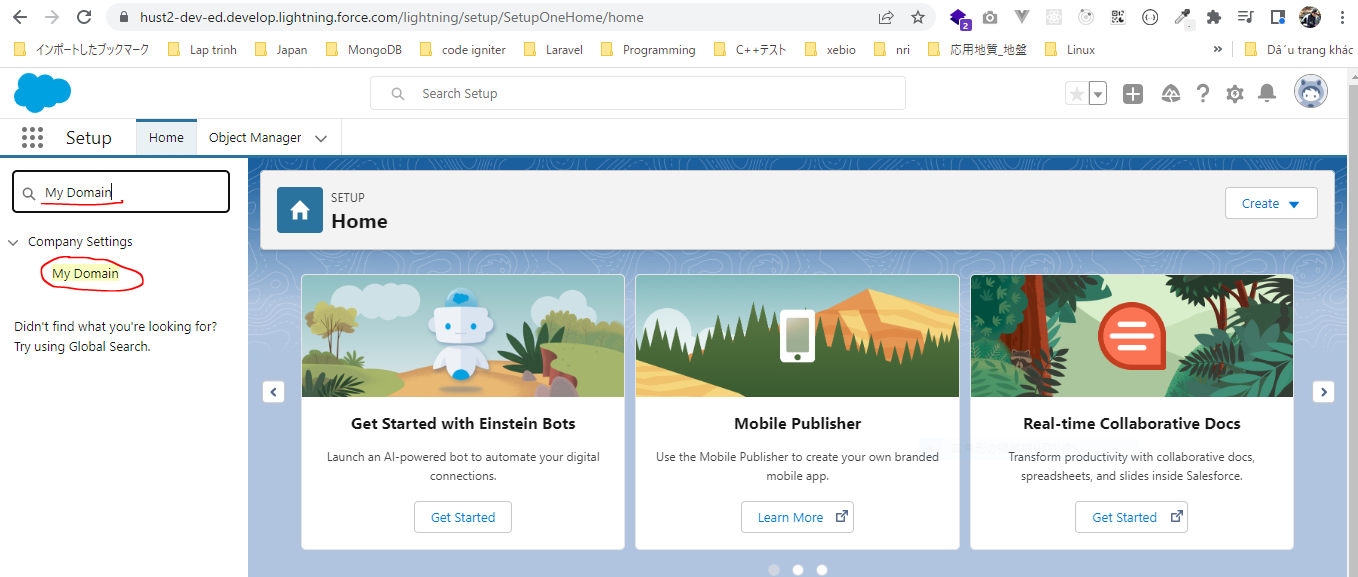 hust2-dev-ed.develop.lightning.force.com/lightning/setup/SetupOneHome/home
2
インポートしたブックマーク Lap trinh Japan MongoDB code igniter Laravel Programming C++テスト xebio nri 応用地質_地盤 Linux » Dấu trang khác
Search Setup
Setup Home Object Manager
My Domain
Company Settings
My Domain
Didn't find what you're looking for?
Try using Global Search.
SETUP
Home
Create
Get Started with Einstein Bots
Launch an AI-powered bot to automate your digital
connections.
Get Started
Mobile Publisher
Use the Mobile Publisher to create your own branded
mobile app.
Learn More
Real-time Collaborative Docs
Transform productivity with collaborative docs,
spreadsheets, and slides inside Salesforce.
Get Started